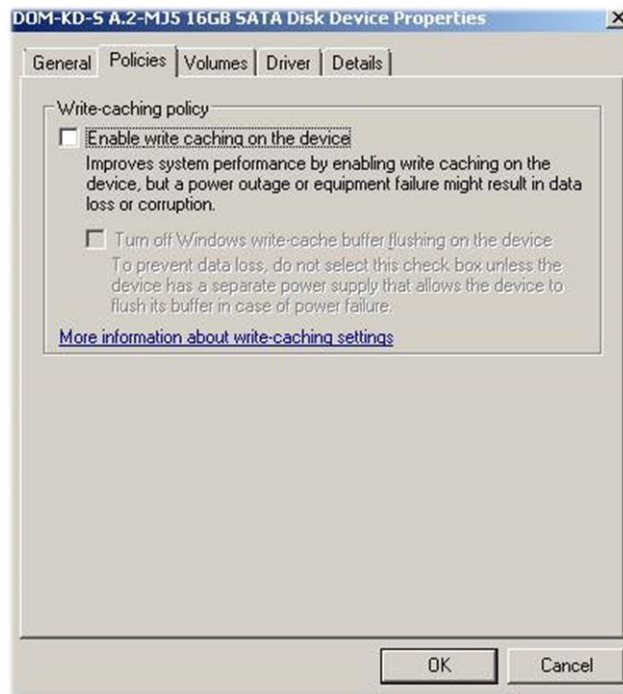 DOM-KD-S A.2-MJ5 16GB SATA Disk Device Properties
General Policies Volumes Driver Details
Write-caching policy
Enable write caching on the device
Improves system performance by enabling write caching on the
device, but a power outage or equipment failure might result in data
loss or corruption.
Turn off Windows write-cache buffer flushing on the device
To prevent data loss, do not select this check box unless the
device has a separate power supply that allows the device to
flush its buffer in case of power failure.
More information about write-caching settings
OK Cancel